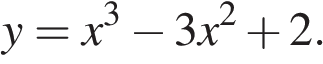 y = x³ − 3x² + 2.